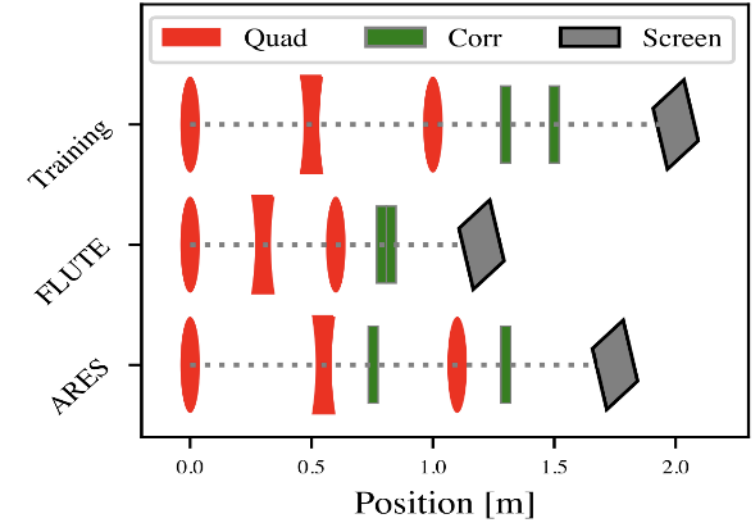 Quad Corr Screen
Training
FLUTE
ARES
0.0 0.5 1.0 1.5 2.0
Position [m]